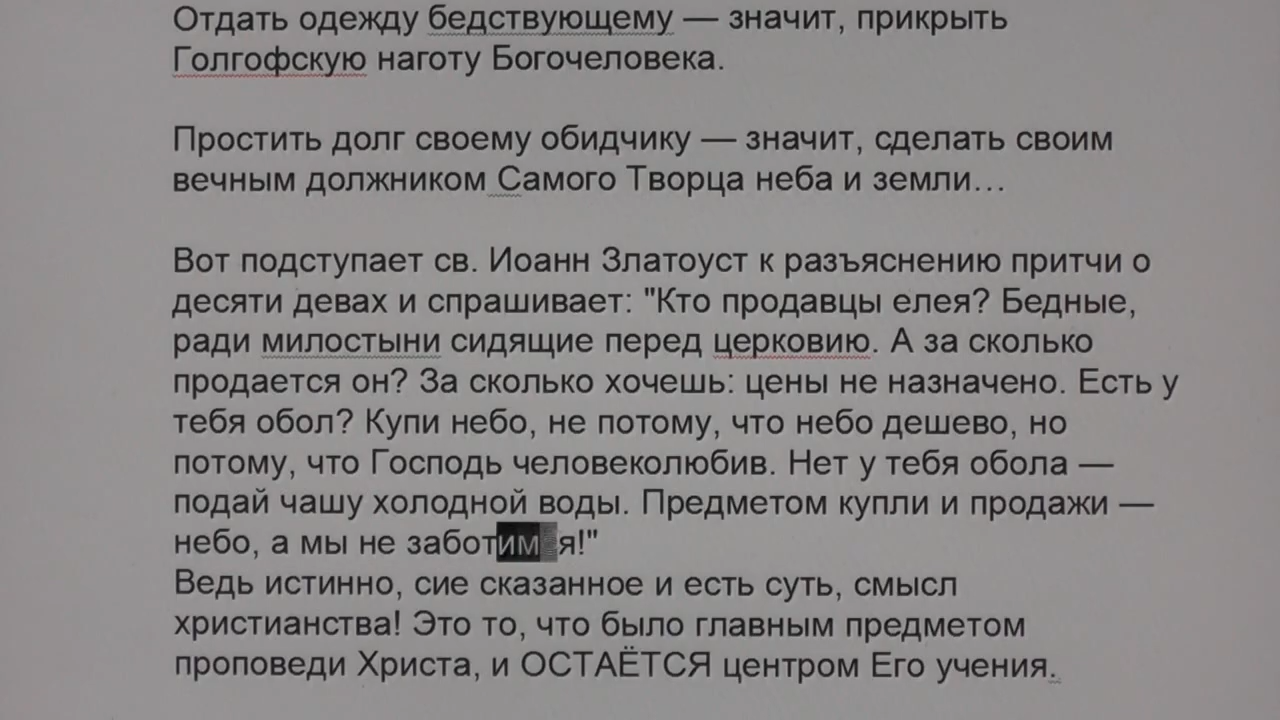 Отдать одежду бедствующему — значит, прикрыть
Голгофскую наготу Богочеловека.
Простить долг своему обидчику — значит, сделать своим
вечным должником Самого Творца неба и земли…
Вот подступает св. Иоанн Златоуст к разъяснению притчи о
десяти девах и спрашивает: "Кто продавцы елея? Бедные,
ради милостыни сидящие перед церковию. А за сколько
продается он? За сколько хочешь: цены не назначено. Есть у
тебя обол? Купи небо, не потому, что небо дешево, но
потому, что Господь человеколюбив. Нет у тебя обола —
подай чашу холодной воды. Предметом купли и продажи —
небо, а мы не заботимся!"
Ведь истинно, сие сказанное и есть суть, смысл
христианства! Это то, что было главным предметом
проповеди Христа, и ОСТАЁТСЯ центром Его учения.